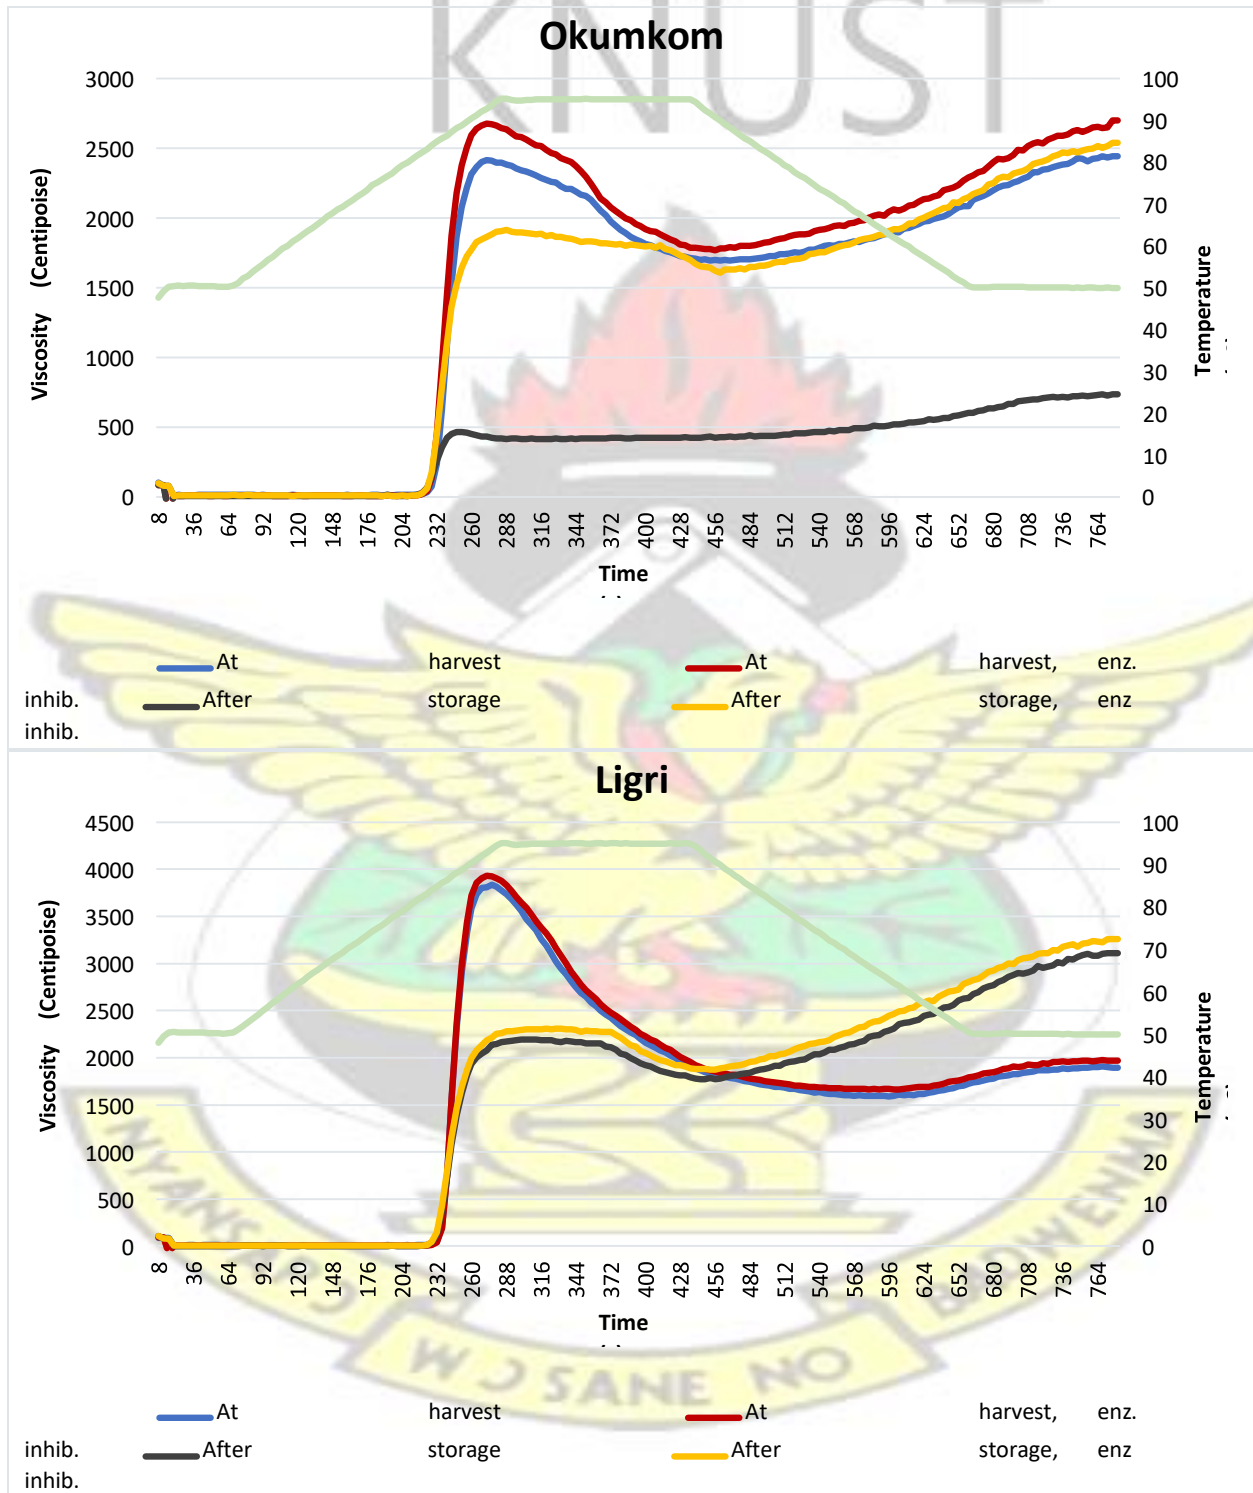 KNUST
Okumkom
3000
2500
2000
1500
1000
500
0
100
90
80
70
60
50
40
30
20
10
0
Viscosity (Centipoise)
Temperature
8 36 64 92 120 148 176 204 232 260 288 316 344 372 400 428 456 484 512 540 568 596 624 652 680 708 736 764
Time
At harvest At harvest, enz.
inhib. After storage After storage, enz
inhib.
Ligri
4500
4000
3500
3000
2500
2000
1500
1000
500
0
100
90
80
70
60
50
40
30
20
10
0
Viscosity (Centipoise)
Temperature
8 36 64 92 120 148 176 204 232 260 288 316 344 372 400 428 456 484 512 540 568 596 624 652 680 708 736 764
Time
NYANSAPƆ WƆSANE NO BADWENMA
At harvest At harvest, enz.
inhib. After storage After storage, enz
inhib.